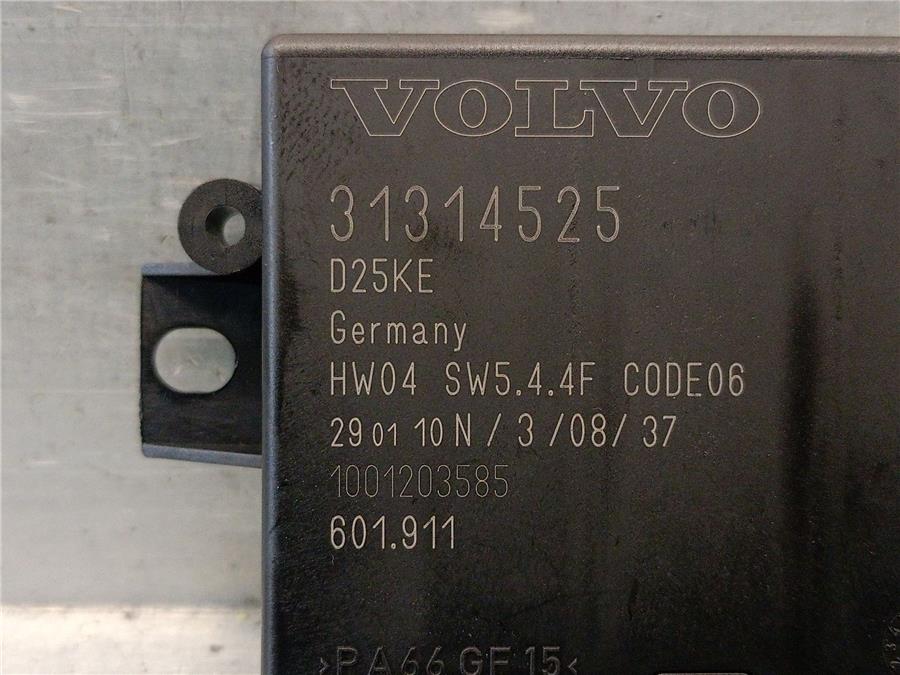 VOLVO
31314525
D25KE
Germany
HW04 SW5.4.4F CODE06
29 01 10 N / 3 /08/ 37
1001203585
601.911
>PA66 GF15<